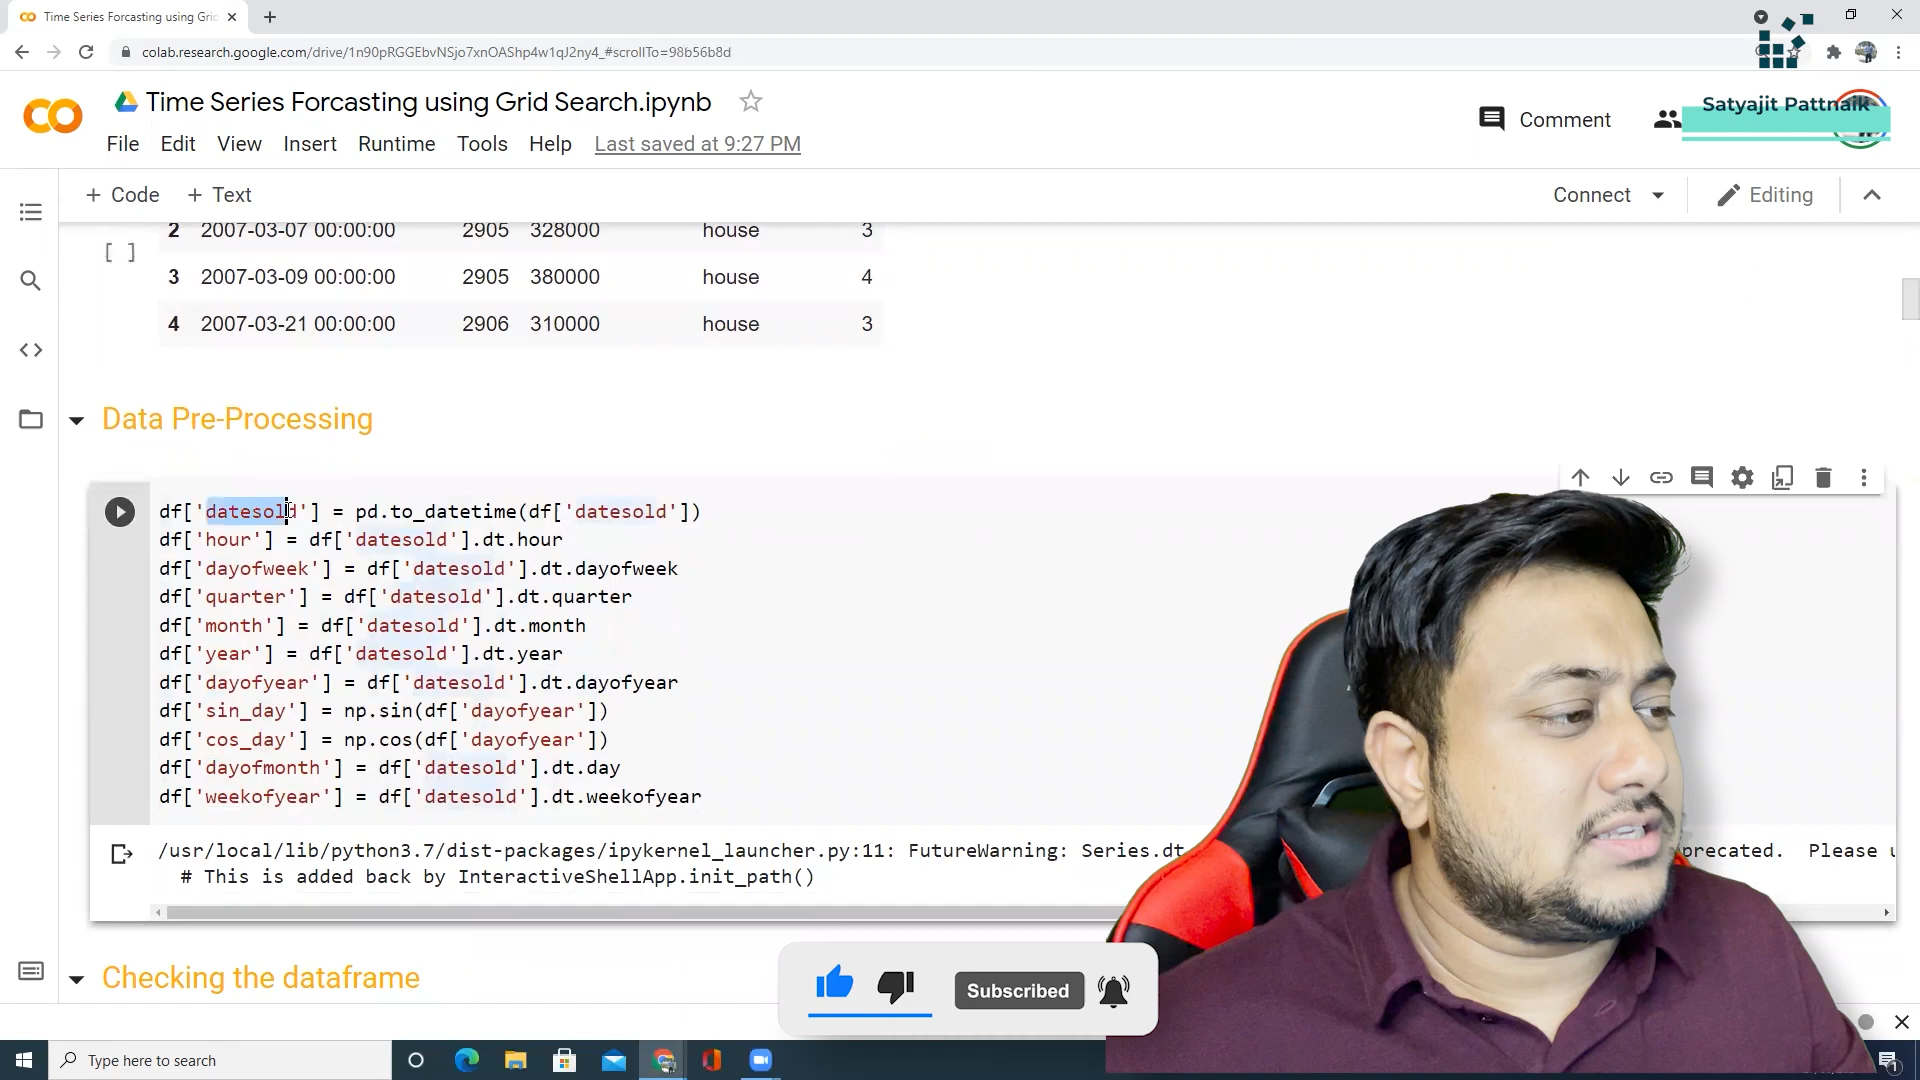 Time Series Forcasting using Gri
colab.research.google.com/drive/1n90pRGGEbvNSjo7xnOAShp4w1qJ2ny4_#scrollTo=98b56b8d
Time Series Forcasting using Grid Search.ipynb
Comment
Satyajit Pattnaik
File Edit View Insert Runtime Tools Help Last saved at 9:27 PM
+ Code + Text
Connect
Editing
2 2007-03-07 00:00:00 2905 328000 house 3
[ ]
3 2007-03-09 00:00:00 2905 380000 house 4
4 2007-03-21 00:00:00 2906 310000 house 3
Data Pre-Processing
df['datesold'] = pd.to_datetime(df['datesold'])
df['hour'] = df['datesold'].dt.hour
df['dayofweek'] = df['datesold'].dt.dayofweek
df['quarter'] = df['datesold'].dt.quarter
df['month'] = df['datesold'].dt.month
df['year'] = df['datesold'].dt.year
df['dayofyear'] = df['datesold'].dt.dayofyear
df['sin_day'] = np.sin(df['dayofyear'])
df['cos_day'] = np.cos(df['dayofyear'])
df['dayofmonth'] = df['datesold'].dt.day
df['weekofyear'] = df['datesold'].dt.weekofyear
/usr/local/lib/python3.7/dist-packages/ipykernel_launcher.py:11: FutureWarning: Series.dt precated. Please u
# This is added back by InteractiveShellApp.init_path()
Checking the dataframe
Subscribed
Type here to search